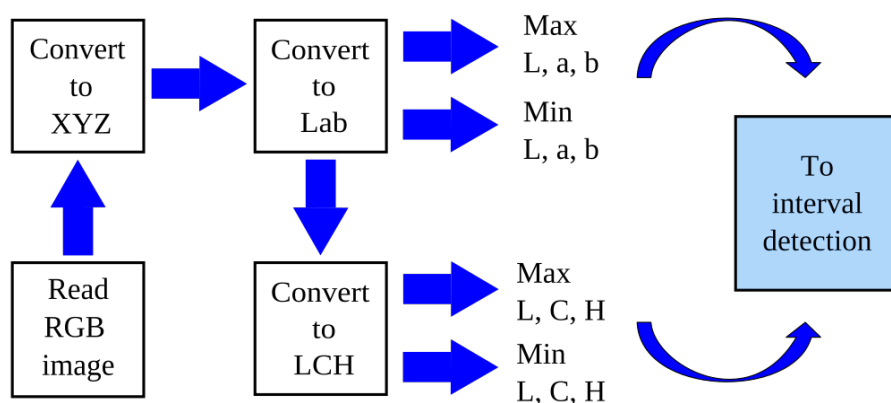 Convert
to
XYZ
Convert
to
Lab
Max
L, a, b
Min
L, a, b
To
interval
detection
Read
RGB
image
Convert
to
LCH
Max
L, C, H
Min
L, C, H